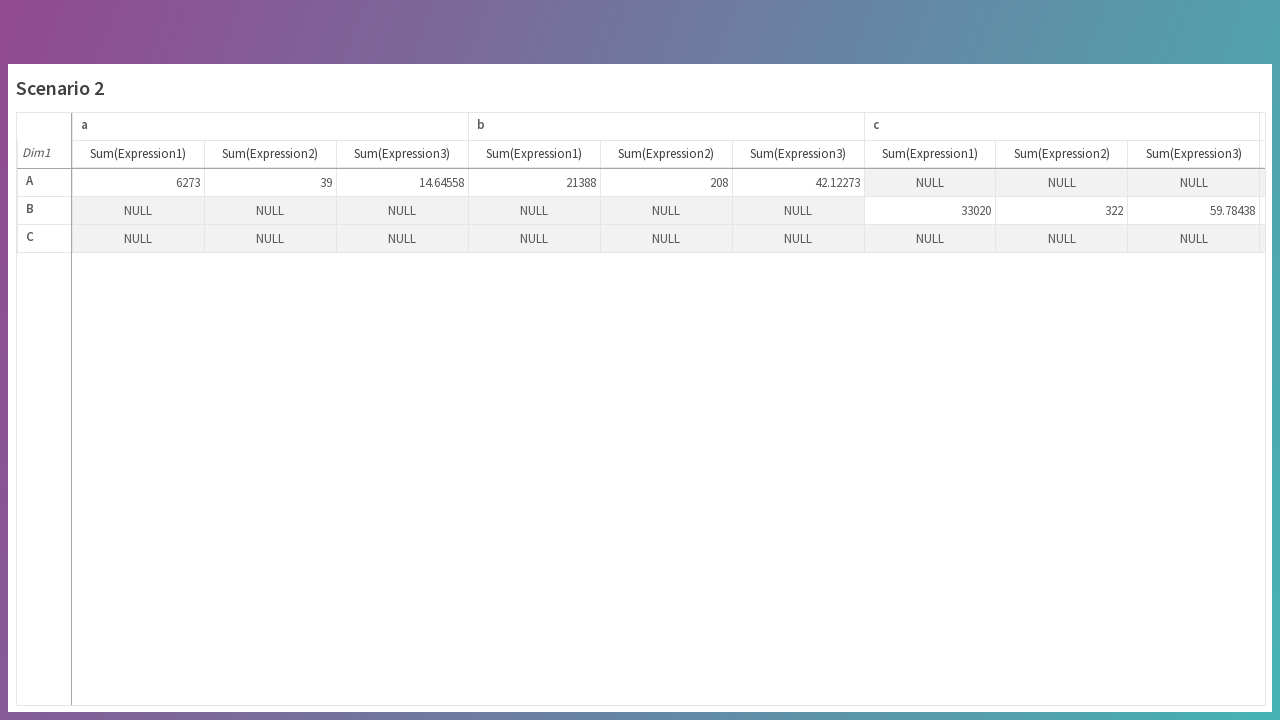 Scenario 2
a b c
Dim1 Sum(Expression1) Sum(Expression2) Sum(Expression3) Sum(Expression1) Sum(Expression2) Sum(Expression3) Sum(Expression1) Sum(Expression2) Sum(Expression3)
A 6273 39 14.64558 21388 208 42.12273 NULL NULL NULL
B NULL NULL NULL NULL NULL NULL 33020 322 59.78438
C NULL NULL NULL NULL NULL NULL NULL NULL NULL